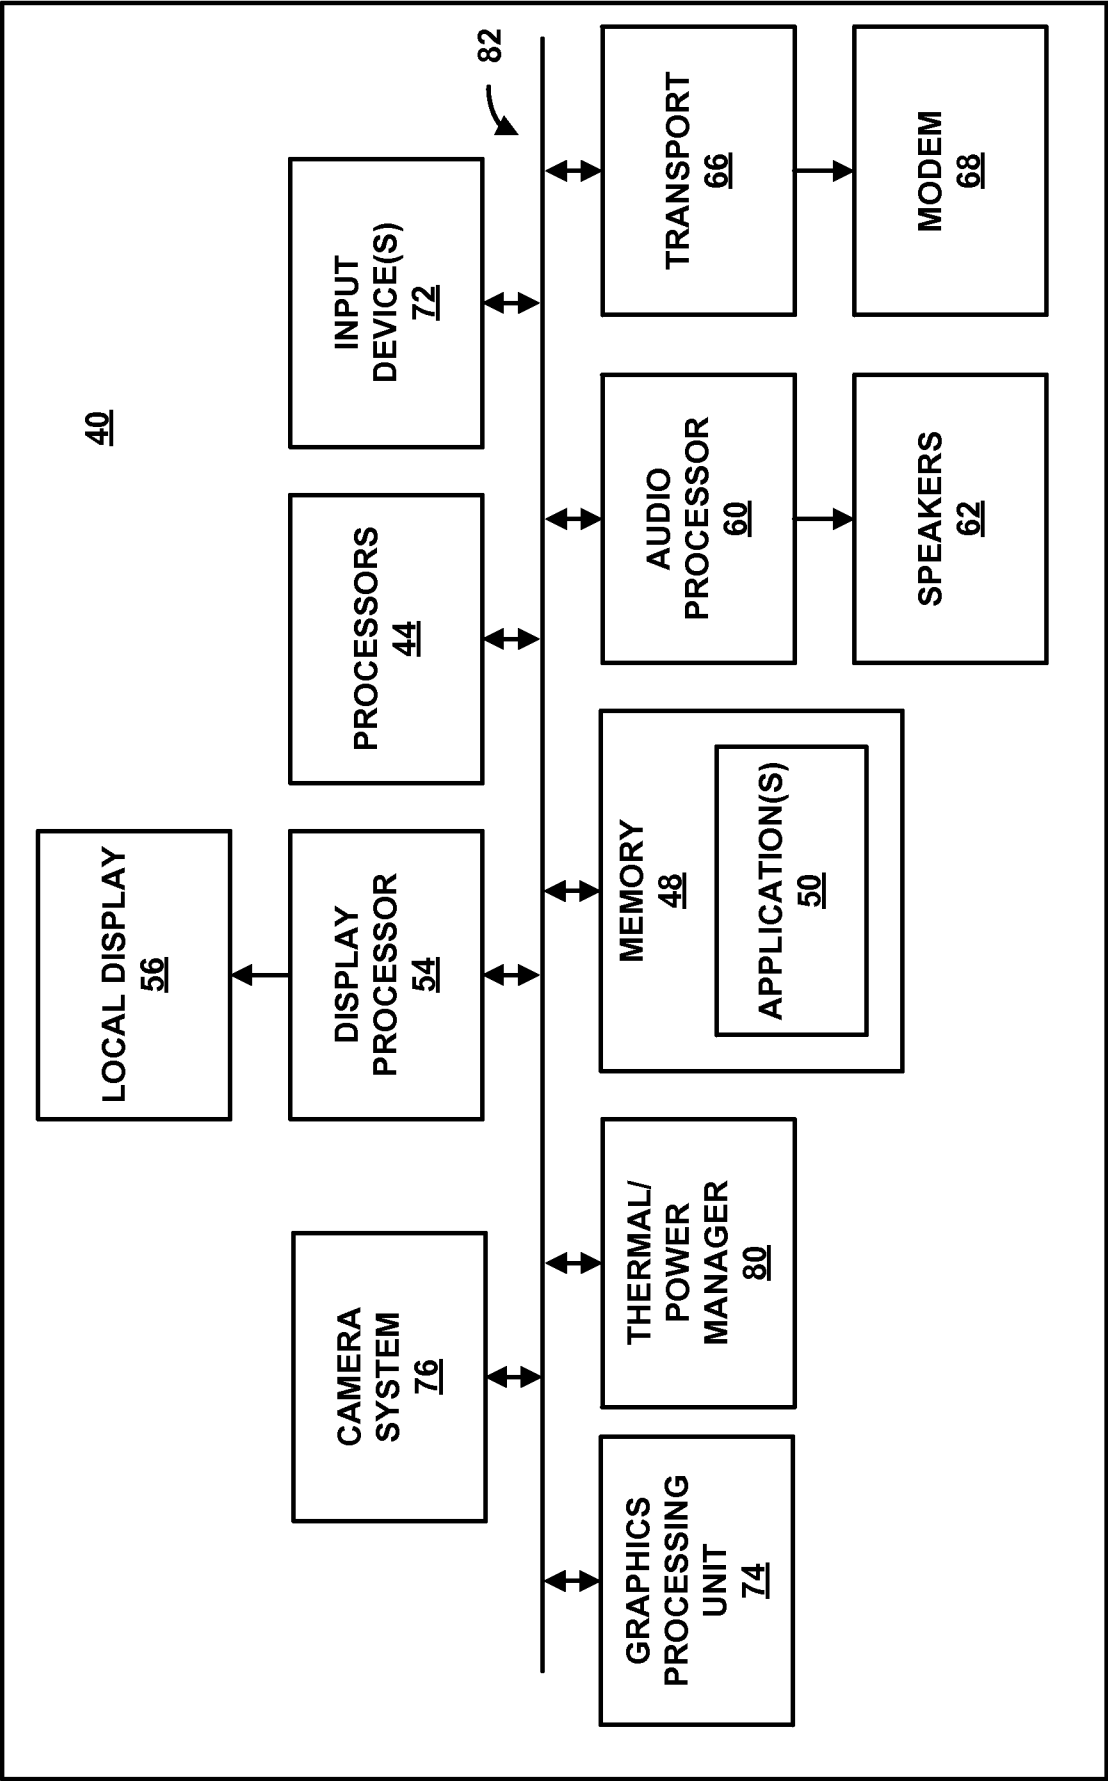 40
LOCAL DISPLAY
56
CAMERA
SYSTEM
76
DISPLAY
PROCESSOR
54
PROCESSORS
44
INPUT
DEVICE(S)
72
82
GRAPHICS
PROCESSING
UNIT
74
THERMAL/
POWER
MANAGER
80
MEMORY
48
APPLICATION(S)
50
AUDIO
PROCESSOR
60
TRANSPORT
66
SPEAKERS
62
MODEM
68